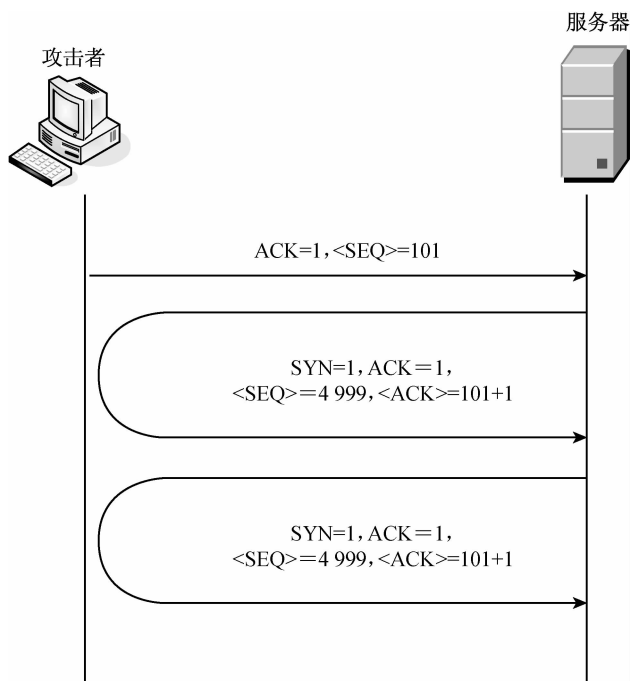 服务器
攻击者
ACK=1,<SEQ>=101
SYN=1, ACK＝1,
<SEQ>＝4 999，<ACK>=101+1
SYN=1, ACK＝1,
<SEQ>＝4 999，<ACK>=101+1